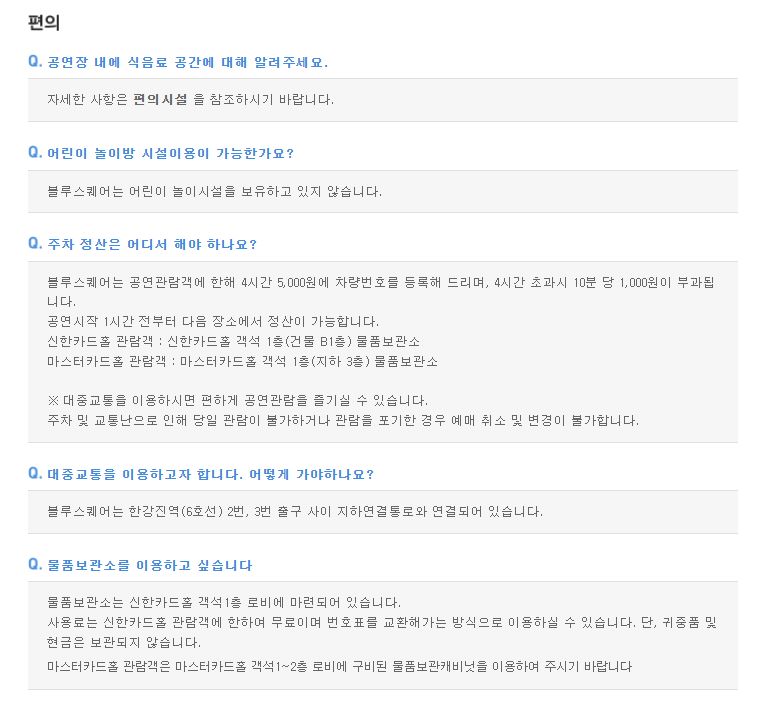 편의
Q. 공연장 내에 식음료 공간에 대해 알려주세요.
자세한 사항은 편의시설 을 참조하시기 바랍니다.
Q. 어린이 놀이방 시설이용이 가능한가요?
블루스퀘어는 어린이 놀이시설을 보유하고 있지 않습니다.
Q. 주차 정산은 어디서 해야 하나요?
블루스퀘어는 공연관람객에 한해 4시간 5,000원에 차량번호를 등록해 드리며, 4시간 초과시 10분 당 1,000원이 부과됩
니다.
공연시작 1시간 전부터 다음 장소에서 정산이 가능합니다.
신한카드홀 관람객 : 신한카드홀 객석 1층(건물 B1층) 물품보관소
마스터카드홀 관람객 : 마스터카드홀 객석 1층(지하 3층) 물품보관소
※ 대중교통을 이용하시면 편하게 공연관람을 즐기실 수 있습니다.
주차 및 교통난으로 인해 당일 관람이 불가하거나 관람을 포기한 경우 예매 취소 및 변경이 불가합니다.
Q. 대중교통을 이용하고자 합니다. 어떻게 가야하나요?
블루스퀘어는 한강진역(6호선) 2번, 3번 출구 사이 지하연결통로와 연결되어 있습니다.
Q. 물품보관소를 이용하고 싶습니다
물품보관소는 신한카드홀 객석1층 로비에 마련되어 있습니다.
사용료는 신한카드홀 관람객에 한하여 무료이며 번호표를 교환해가는 방식으로 이용하실 수 있습니다. 단, 귀중품 및
현금은 보관되지 않습니다.
마스터카드홀 관람객은 마스터카드홀 객석1~2층 로비에 구비된 물품보관캐비닛을 이용하여 주시기 바랍니다